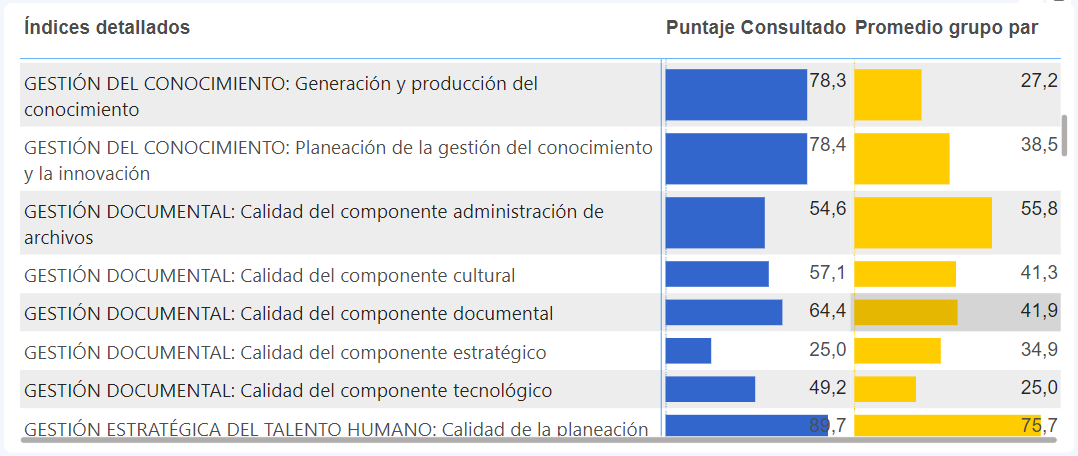 Índices detallados Puntaje Consultado Promedio grupo par
GESTIÓN DEL CONOCIMIENTO: Generación y producción del 78,3 27,2
conocimiento
GESTIÓN DEL CONOCIMIENTO: Planeación de la gestión del conocimiento 78,4 38,5
y la innovación
GESTIÓN DOCUMENTAL: Calidad del componente administración de 54,6 55,8
archivos
GESTIÓN DOCUMENTAL: Calidad del componente cultural 57,1 41,3
GESTIÓN DOCUMENTAL: Calidad del componente documental 64,4 41,9
GESTIÓN DOCUMENTAL: Calidad del componente estratégico 25,0 34,9
GESTIÓN DOCUMENTAL: Calidad del componente tecnológico 49,2 25,0
GESTIÓN ESTRATÉGICA DEL TALENTO HUMANO: Calidad de la planeación 89,7 75,7